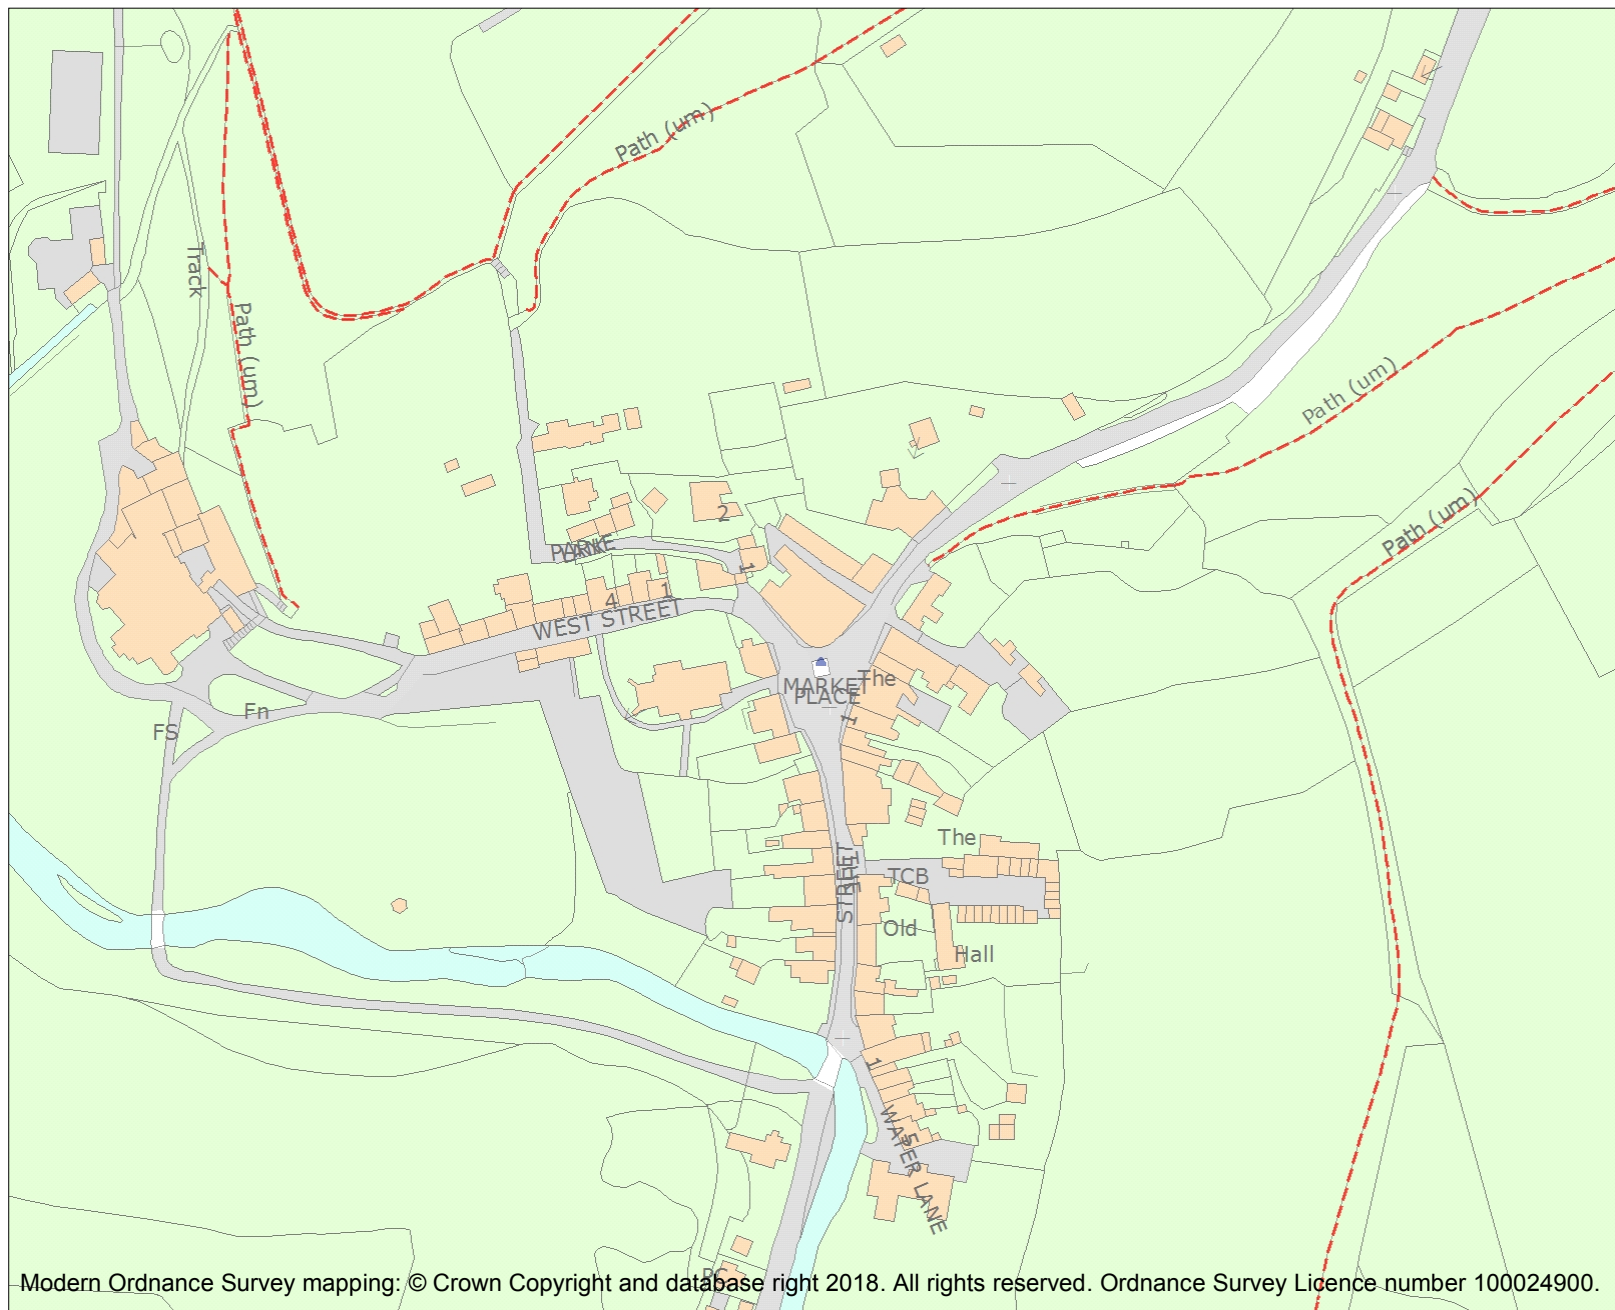 Path (um)
Track
Path (um)
Path (um)
Path (um)
2
PARK
LANE
1
4
1
WEST STREET
MARKET
PLACE
The
1
Fn
FS
The
STREET
TCB
Old
Hall
1
5
WATER LANE
PC
Modern Ordnance Survey mapping: © Crown Copyright and database right 2018. All rights reserved. Ordnance Survey Licence number 100024900.